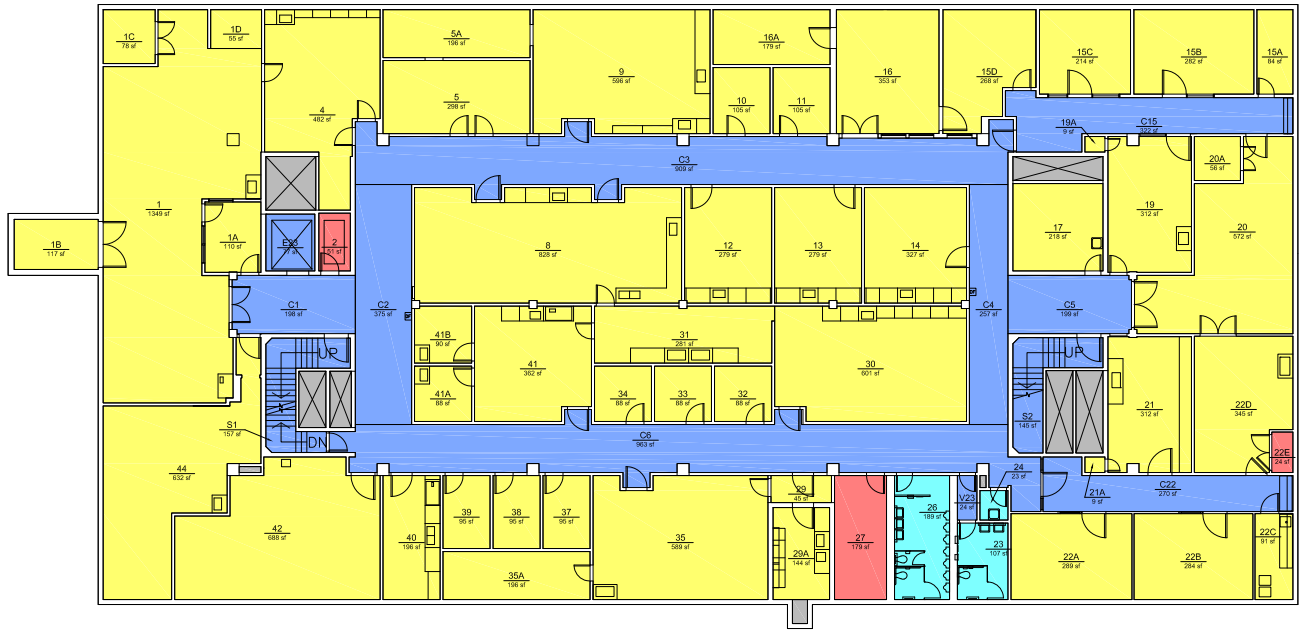 1C
78 sf
1D
55 sf
4
482 sf
5A
196 sf
5
298 sf
9
596 sf
16A
179 sf
10
105 sf
11
105 sf
16
353 sf
15D
268 sf
15C
214 sf
15B
282 sf
15A
84 sf
C15
322 sf
19A
9 sf
C3
909 sf
20A
56 sf
1
1349 sf
1A
110 sf
1B
117 sf
2
51 sf
8
828 sf
12
279 sf
13
279 sf
14
327 sf
17
218 sf
19
312 sf
20
572 sf
C1
198 sf
C2
375 sf
C4
257 sf
C5
199 sf
UP
41B
90 sf
41
362 sf
31
281 sf
30
601 sf
UP
41A
88 sf
34
88 sf
33
88 sf
32
88 sf
S2
145 sf
21
312 sf
22D
345 sf
S1
157 sf
DN
C6
963 sf
22E
24 sf
44
632 sf
24
23 sf
21A
9 sf
C22
270 sf
29
45 sf
V23
24 sf
42
688 sf
40
196 sf
39
95 sf
38
95 sf
37
95 sf
35
589 sf
27
179 sf
26
189 sf
23
107 sf
35A
196 sf
29A
144 sf
22A
289 sf
22B
284 sf
22C
91 sf